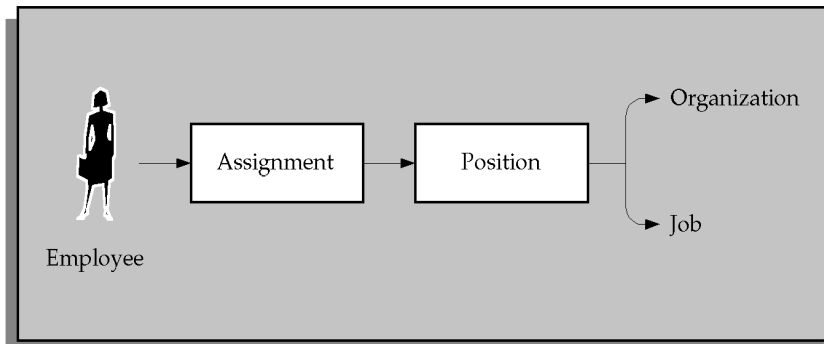 Organization
Assignment
Position
Job
Employee